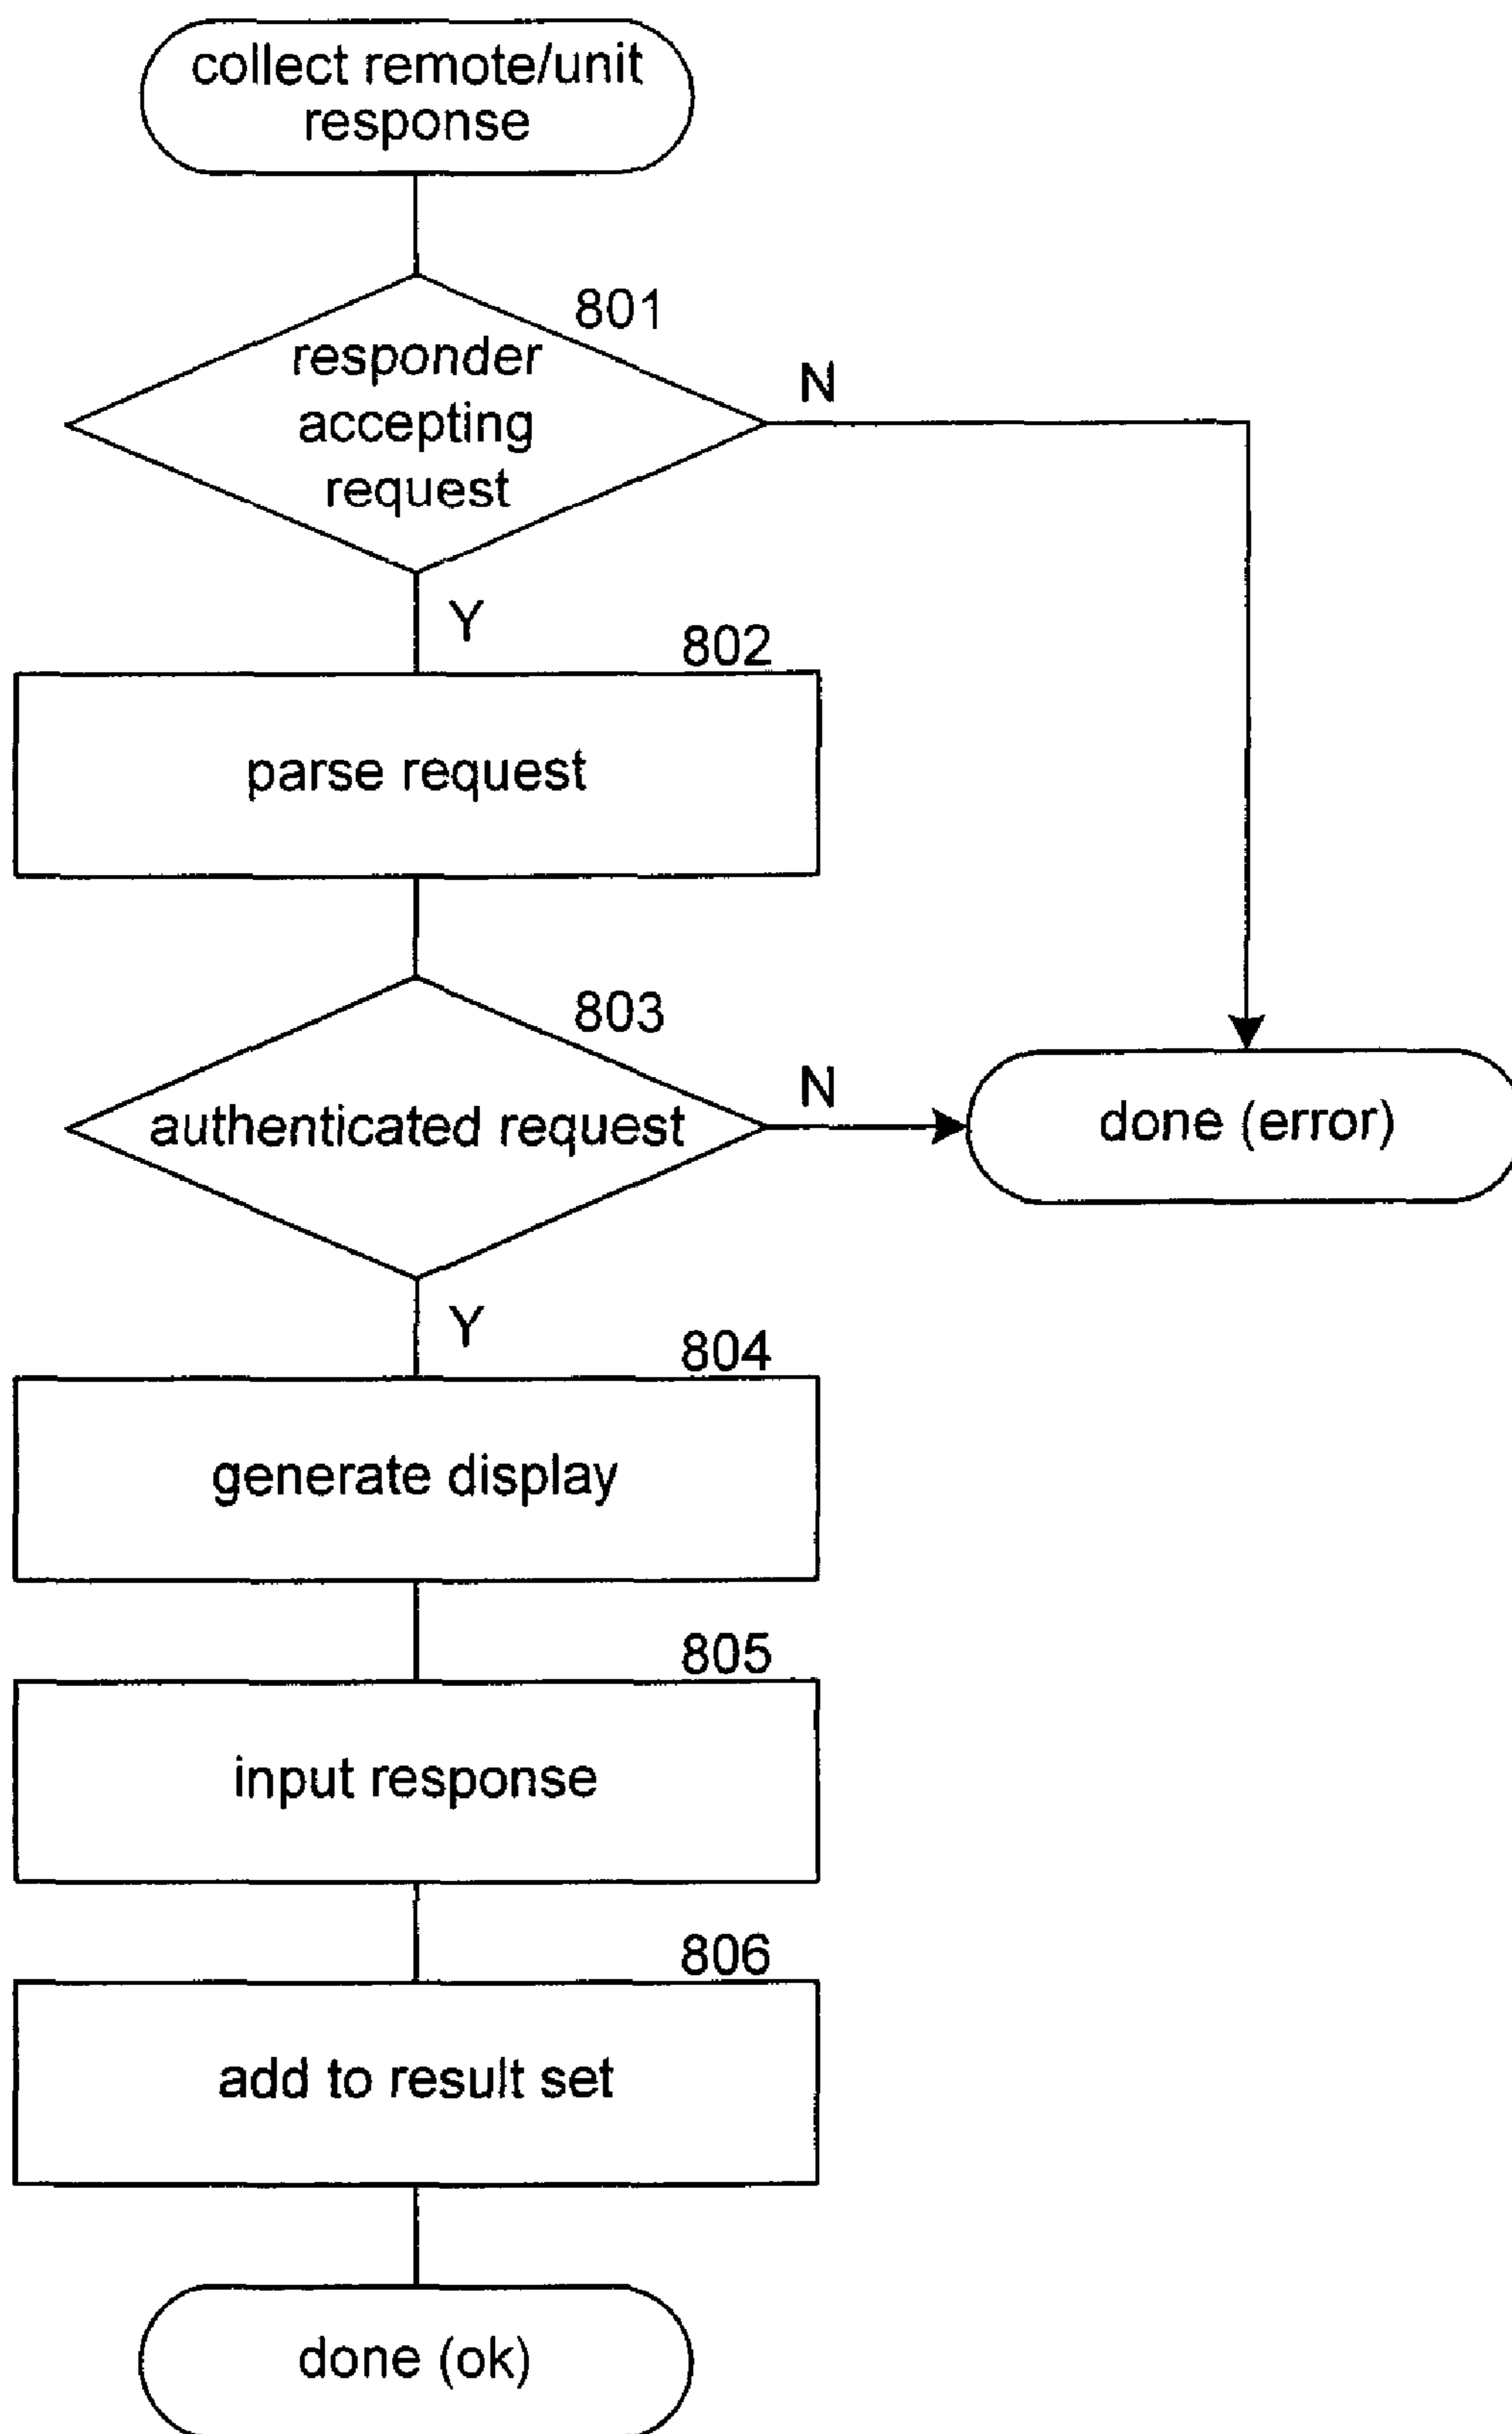 collect remote/unit
response
801
responder
accepting
request
N
Y
802
parse request
803
authenticated request
N
done (error)
Y
804
generate display
805
input response
806
add to result set
done (ok)